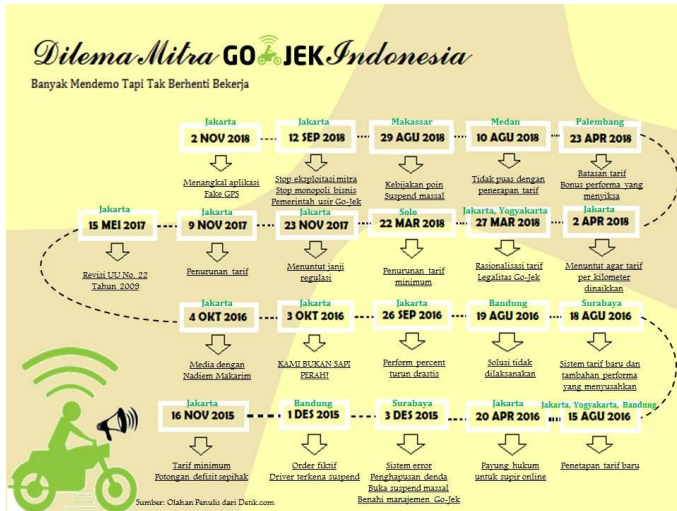 Dilema Mitra GO-JEK Indonesia
Banyak Mendemo Tapi Tak Berhenti Bekerja
Jakarta
2 NOV 2018
Menangkal aplikasi
Fake GPS
Jakarta
12 SEP 2018
Stop eksploitasi mitra
Stop monopoli bisnis
Pemerintah usir Go-Jek
Makassar
29 AGU 2018
Kebijakan poin
Suspend massal
Medan
10 AGU 2018
Tidak puas dengan
penerapan tarif
Palembang
23 APR 2018
Batasan tarif
Bonus performa yang
menyiksa
Jakarta
15 MEI 2017
Revisi UU No. 22
Tahun 2009
Jakarta
9 NOV 2017
Penurunan tarif
Jakarta
23 NOV 2017
Menuntut janji
regulasi
Solo
22 MAR 2018
Penurunan tarif
minimum
Jakarta, Yogyakarta
27 MAR 2018
Rasionalisasi tarif
Legalitas Go-Jek
Jakarta
2 APR 2018
Menuntut agar tarif
per kilometer
dinaikkan
Jakarta
4 OKT 2016
Media dengan
Nadiem Makarim
Jakarta
3 OKT 2016
KAMI BUKAN SAPI
PERAH!
Jakarta
26 SEP 2016
Perform percent
turun drastis
Bandung
19 AGU 2016
Solusi tidak
dilaksanakan
Surabaya
18 AGU 2016
Sistem tarif baru dan
tambahan performa
yang menyusahkan
Jakarta
16 NOV 2015
Tarif minimum
Potongan defisit sepihak
Bandung
1 DES 2015
Order fiktif
Driver terkena suspend
Surabaya
3 DES 2015
Sistem error
Penghapusan denda
Buka suspend massal
Benahi manajemen Go-Jek
Jakarta
20 APR 2016
Payung hukum
untuk supir online
Jakarta, Yogyakarta, Bandung
15 AGU 2016
Penetapan tarif baru
Sumber: Olahan Penulis dari Detik.com